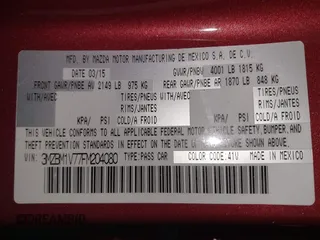 MFD. BY MAZDA MOTOR MANUFACTURING DE MEXICO S.A. DE C.V.
DATE 03/15 GVWR/PNBV 4001 LB 1815 KG
FRONT GAWR/PNBE AV 2149 LB 975 KG REAR GAWR/PNBE AR 1870 LB 848 KG
WITH/AVEC TIRES/PNEUS WITH/AVEC TIRES/PNEUS
RIMS/JANTES RIMS/JANTES
KPA PSI COLD/A FROID KPA PSI COLD/A FROID
THIS VEHICLE CONFORMS TO ALL APPLICABLE FEDERAL MOTOR VEHICLE SAFETY, BUMPER, AND
THEFT PREVENTION STANDARDS IN EFFECT ON THE DATE OF MANUFACTURE SHOWN ABOVE.
3MZBM1V77FM204080 TYPE: PASS CAR COLOR CODE: 41V MADE IN MEXICO